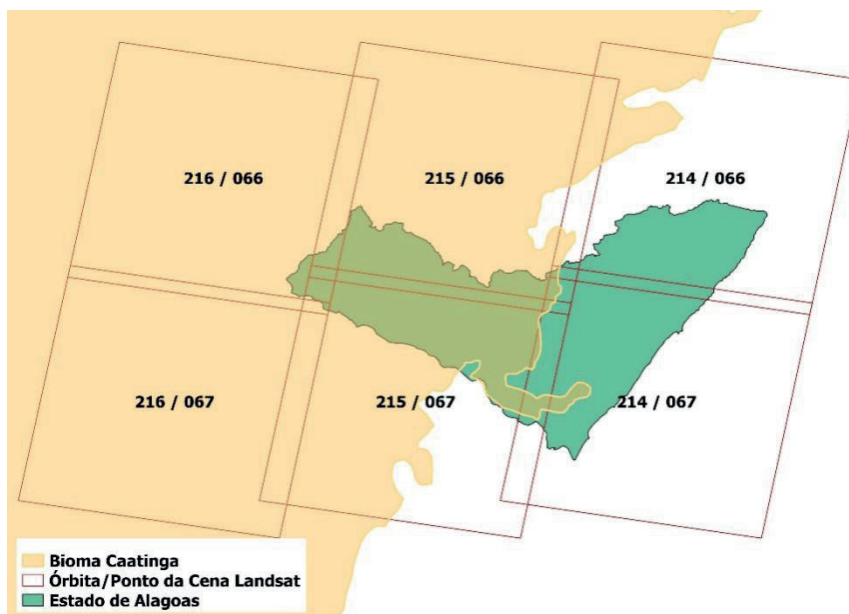 216 / 066
215 / 066
214 / 066
216 / 067
215 / 067
214 / 067
Bioma Caatinga
Órbita/Ponto da Cena Landsat
Estado de Alagoas